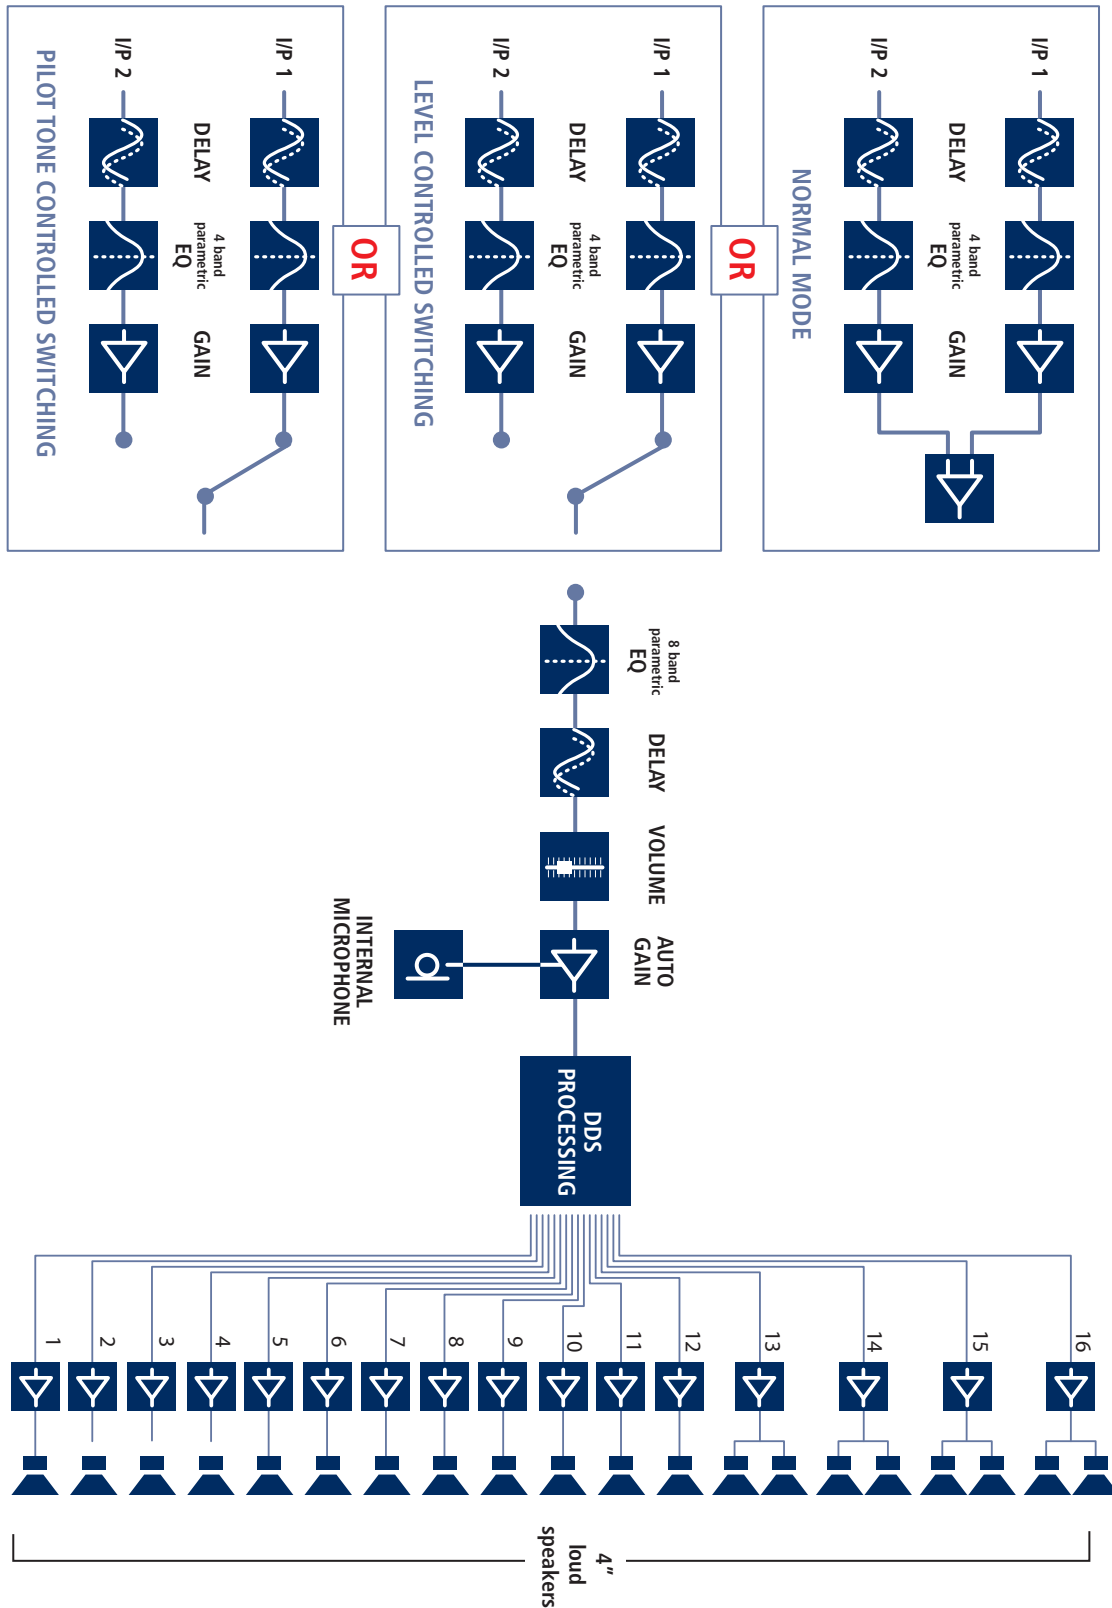 NORMAL MODE
I/P 1
I/P 2
DELAY
4 band
parametric
EQ
GAIN
OR
LEVEL CONTROLLED SWITCHING
I/P 1
I/P 2
DELAY
4 band
parametric
EQ
GAIN
OR
PILOT TONE CONTROLLED SWITCHING
I/P 1
I/P 2
DELAY
4 band
parametric
EQ
GAIN
8 band
parametric
EQ
DELAY
VOLUME
AUTO
GAIN
INTERNAL
MICROPHONE
DDS
PROCESSING
16
15
14
13
12
11
10
9
8
7
6
5
4
3
2
1
4”
loud
speakers